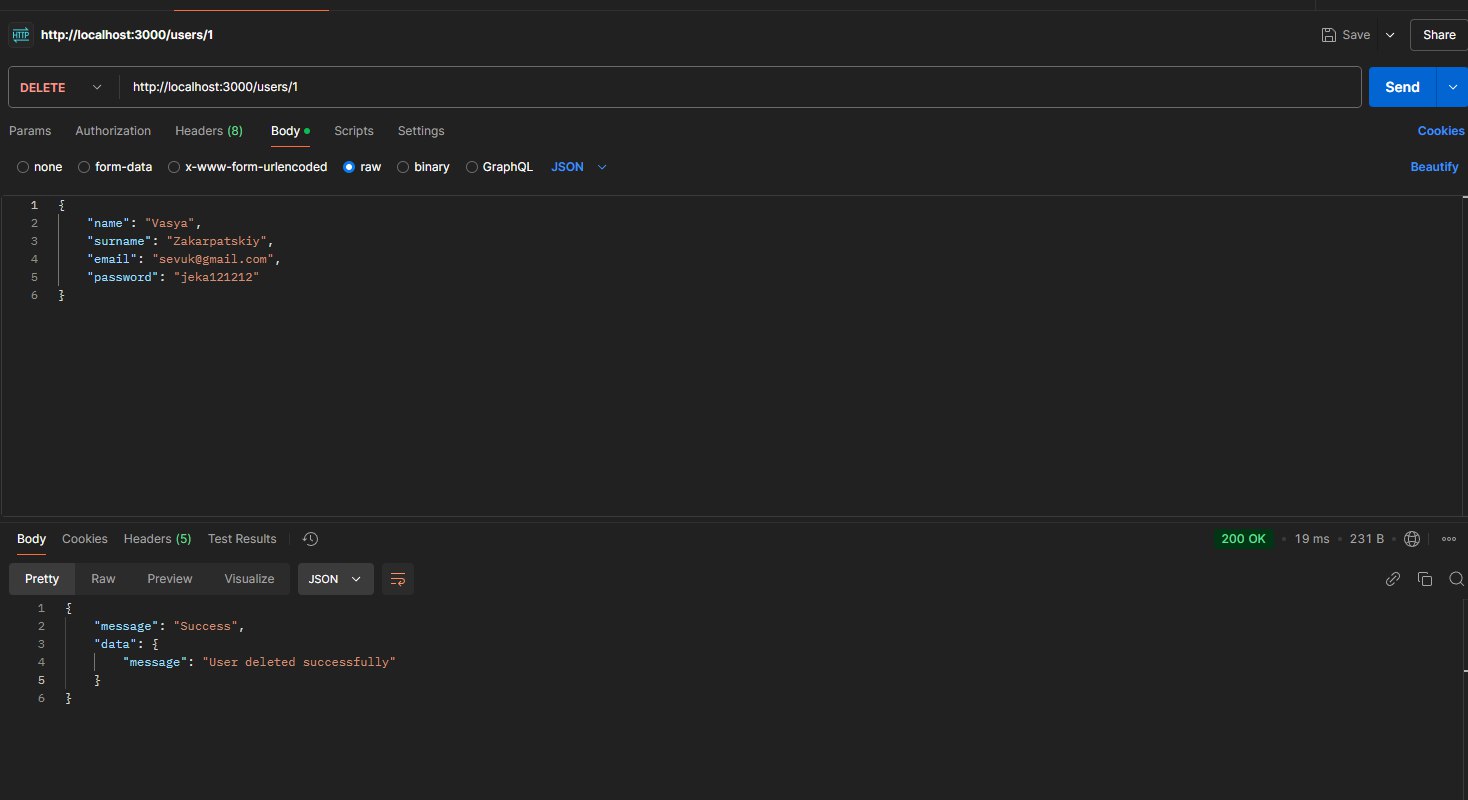 HTTP http://localhost:3000/users/1 Save Share
DELETE http://localhost:3000/users/1 Send
Params Authorization Headers (8) Body Scripts Settings Cookies
none form-data x-www-form-urlencoded raw binary GraphQL JSON Beautify
1 {
2 "name": "Vasya",
3 "surname": "Zakarpatskiy",
4 "email": "sevuk@gmail.com",
5 "password": "jeka121212"
6 }
Body Cookies Headers (5) Test Results 200 OK • 19 ms • 231 B •
Pretty Raw Preview Visualize JSON
1 {
2 "message": "Success",
3 "data": {
4 "message": "User deleted successfully"
5 }
6 }